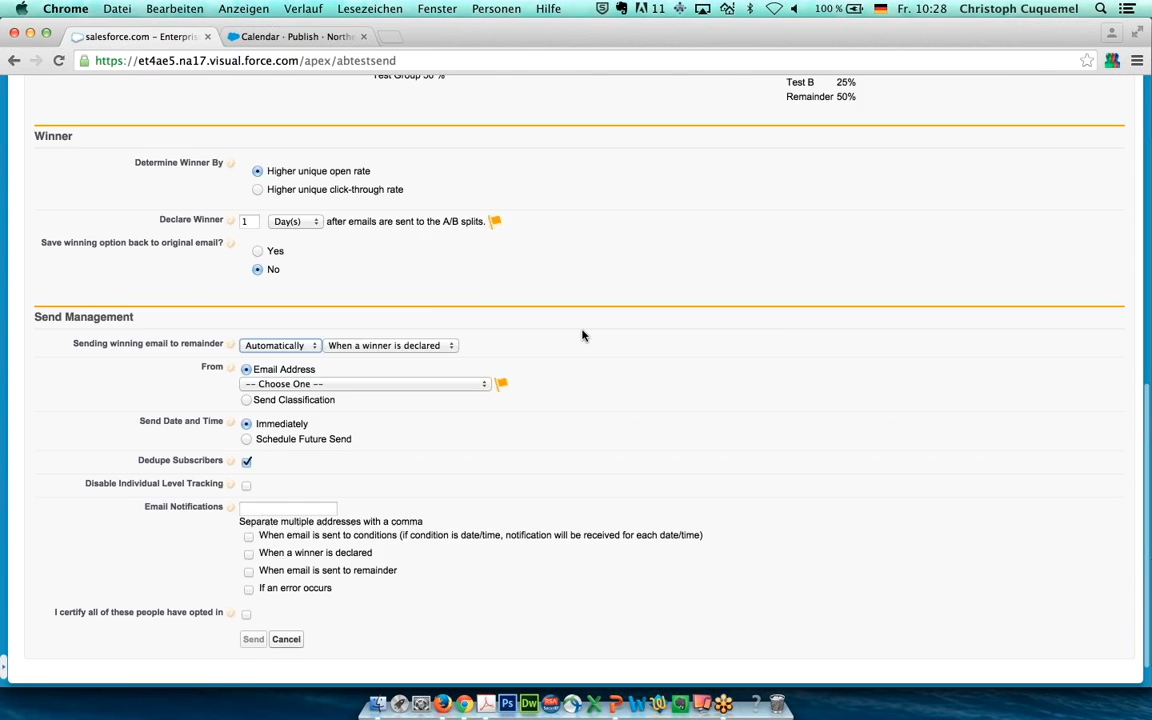 Chrome Datei Bearbeiten Anzeigen Verlauf Lesezeichen Fenster Personen Hilfe 11 100 % Fr. 10:28 Christoph Cuquemel
salesforce.com – Enterpris Calendar · Publish · Northe
https://et4ae5.na17.visual.force.com/apex/abtestsend
Test Group 50 %
Test B 25%
Remainder 50%
Winner
Determine Winner By
Higher unique open rate
Higher unique click-through rate
Declare Winner 1 Day(s) after emails are sent to the A/B splits.
Save winning option back to original email?
Yes
No
Send Management
Sending winning email to remainder Automatically When a winner is declared
From Email Address
-- Choose One --
Send Classification
Send Date and Time Immediately
Schedule Future Send
Dedupe Subscribers
Disable Individual Level Tracking
Email Notifications
Separate multiple addresses with a comma
When email is sent to conditions (if condition is date/time, notification will be received for each date/time)
When a winner is declared
When email is sent to remainder
If an error occurs
I certify all of these people have opted in
Send Cancel
Ps Dw